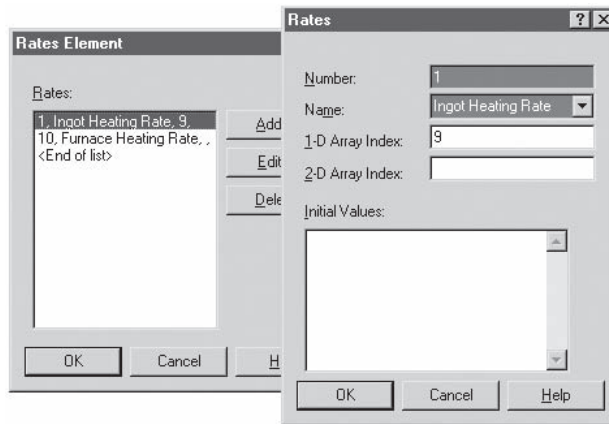 Rates Element
Rates:
1, Ingot Heating Rate, 9,
10, Furnace Heating Rate, ,
<End of list>
Add
Edit
Dele
OK
Cancel
H
Rates
?
Number:
1
Name:
Ingot Heating Rate
1-D Array Index:
9
2-D Array Index:
Initial Values:
OK
Cancel
Help